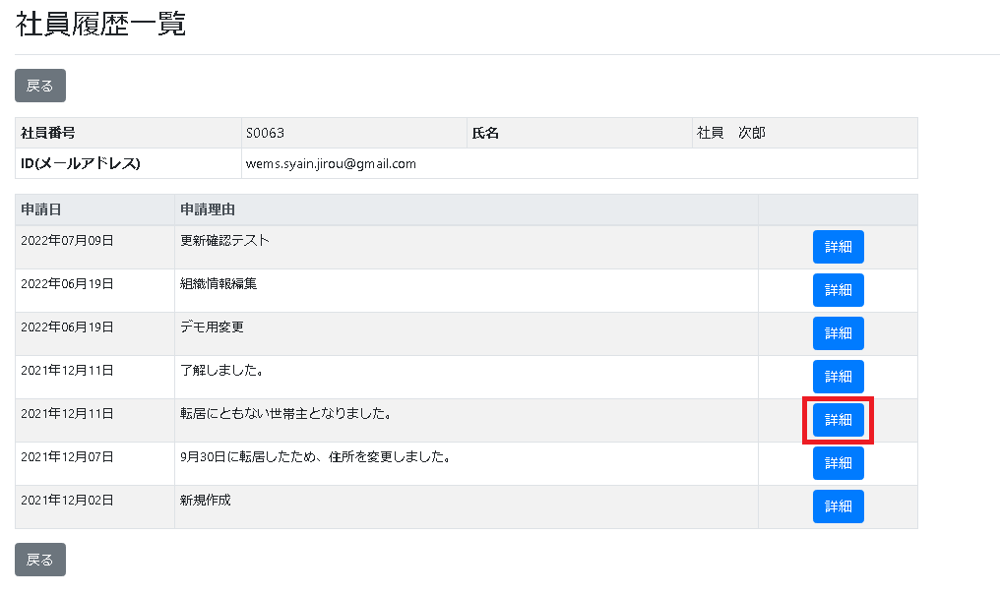 社員履歴一覧
戻る
社員番号 S0063 氏名 社員　次郎
ID(メールアドレス) wems.syain.jirou@gmail.com
申請日 申請理由
2022年07月09日 更新確認テスト 詳細
2022年06月19日 組織情報編集 詳細
2022年06月19日 デモ用変更 詳細
2021年12月11日 了解しました。 詳細
2021年12月11日 転居にともない世帯主となりました。 詳細
2021年12月07日 9月30日に転居したため、住所を変更しました。 詳細
2021年12月02日 新規作成 詳細
戻る